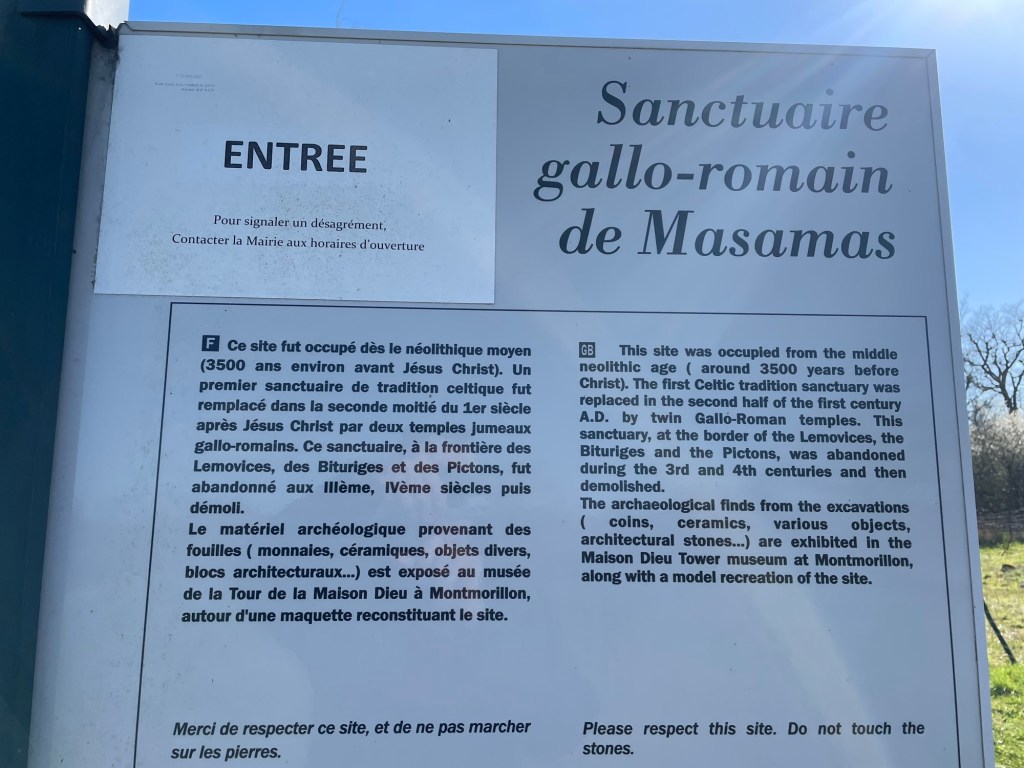 ENTREE
Pour signaler un désagrément,
Contacter la Mairie aux horaires d'ouverture
Sanctuaire
gallo-romain
de Masamas
F Ce site fut occupé dès le néolithique moyen
(3500 ans environ avant Jésus Christ). Un
premier sanctuaire de tradition celtique fut
remplacé dans la seconde moitié du 1er siècle
après Jésus Christ par deux temples jumeaux
gallo-romains. Ce sanctuaire, à la frontière des
Lemovices, des Bituriges et des Pictons, fut
abandonné aux IIIème, IVème siècles puis
démoli.
Le matériel archéologique provenant des
fouilles ( monnaies, céramiques, objets divers,
blocs architecturaux...) est exposé au musée
de la Tour de la Maison Dieu à Montmorillon,
autour d'une maquette reconstituant le site.
Merci de respecter ce site, et de ne pas marcher
sur les pierres.
GB This site was occupied from the middle
neolithic age ( around 3500 years before
Christ). The first Celtic tradition sanctuary was
replaced in the second half of the first century
A.D. by twin Gallo-Roman temples. This
sanctuary, at the border of the Lemovices, the
Bituriges and the Pictons, was abandoned
during the 3rd and 4th centuries and then
demolished.
The archaeological finds from the excavations
( coins, ceramics, various objects,
architectural stones...) are exhibited in the
Maison Dieu Tower museum at Montmorillon,
along with a model recreation of the site.
Please respect this site. Do not touch the
stones.